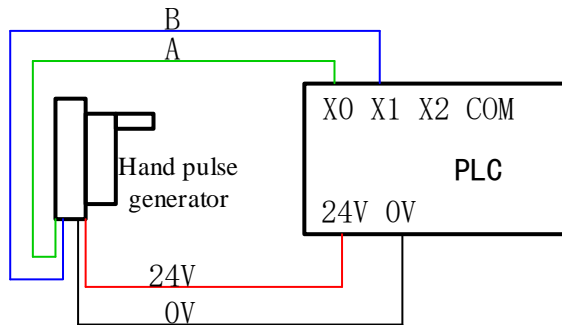 B
A
X0 X1 X2 COM
PLC
Hand pulse
generator
24V 0V
24V
0V